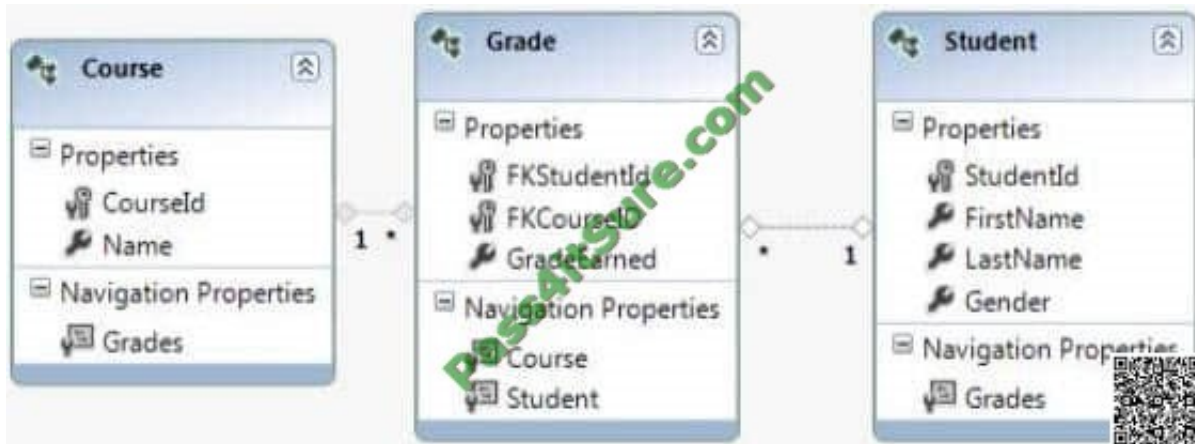 Course
Properties
CourseId
Name
Navigation Properties
Grades
1 *
Grade
Properties
FKStudentId
FKCourseID
GradeEarned
Navigation Properties
Course
Student
* 1
Student
Properties
StudentId
FirstName
LastName
Gender
Navigation Properties
Grades
Pass4itSure.com